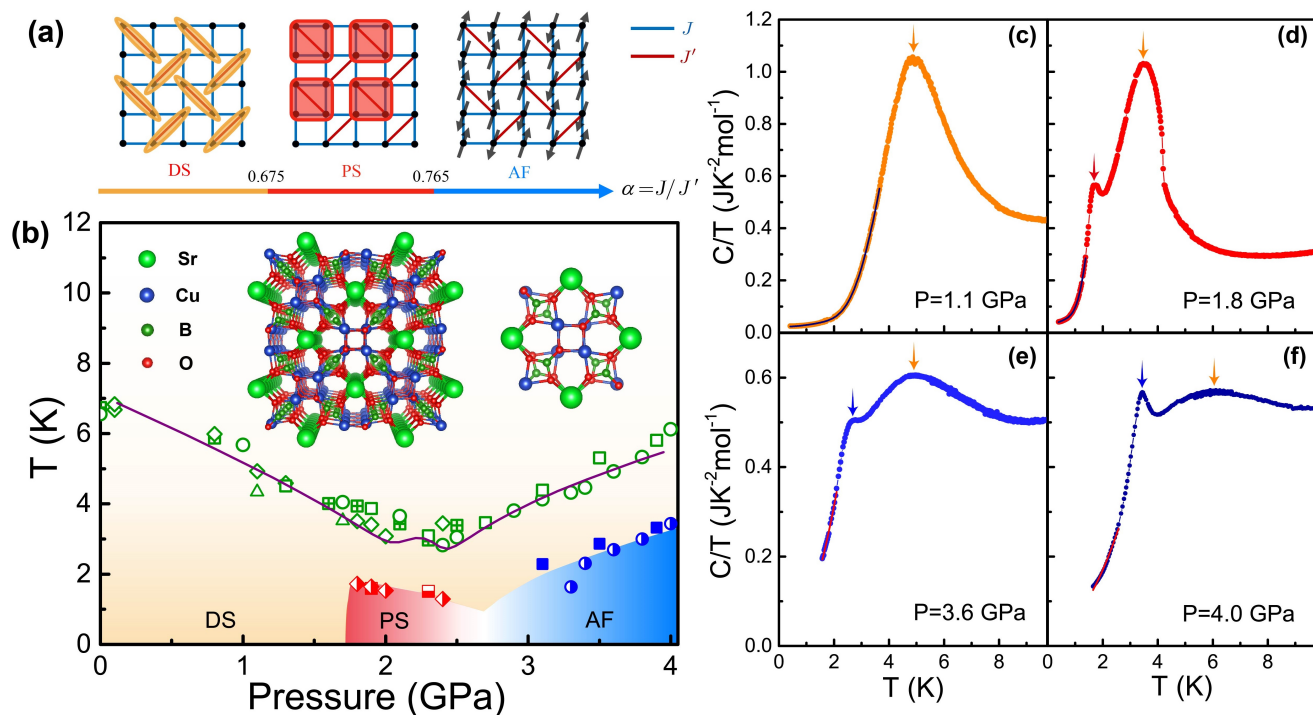 (a)
J
J′
DS
PS
AF
0.675
0.765
α = J/J′
(b)
12
10
8
6
4
2
0
T (K)
Sr
Cu
B
O
DS
PS
AF
0
1
2
3
4
Pressure (GPa)
(c)
1.0
0.8
0.6
0.4
0.2
0.0
C/T (JK⁻²mol⁻¹)
P=1.1 GPa
(d)
P=1.8 GPa
(e)
0.6
0.4
0.2
0.0
C/T (JK⁻²mol⁻¹)
P=3.6 GPa
0
2
4
6
8
T (K)
(f)
P=4.0 GPa
0
2
4
6
8
T (K)